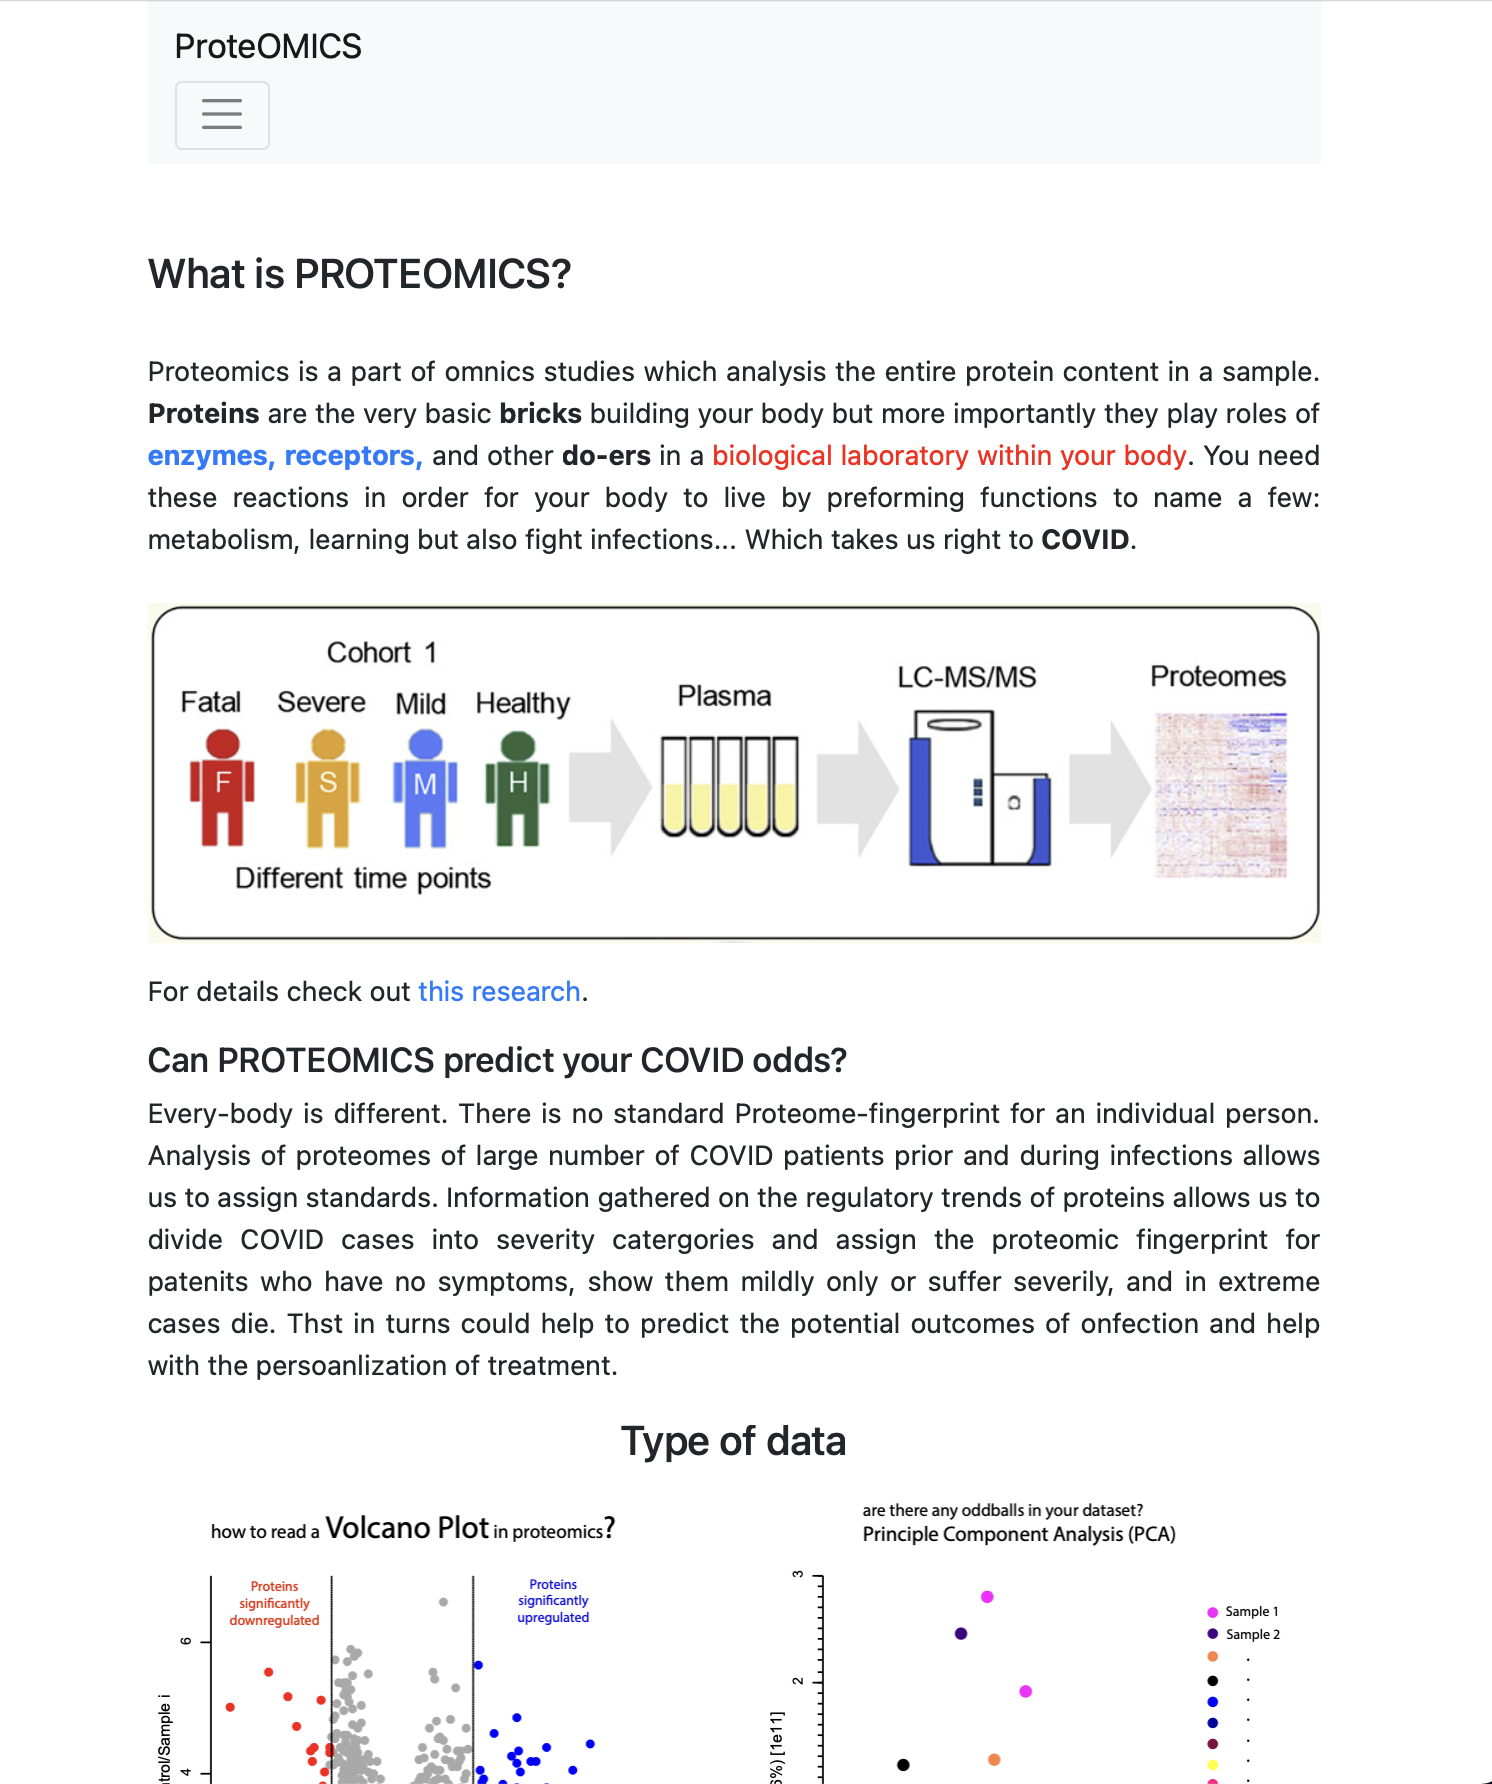 ProteOMICS
What is PROTEOMICS?
Proteomics is a part of omnics studies which analysis the entire protein content in a sample.
Proteins are the very basic bricks building your body but more importantly they play roles of
enzymes, receptors, and other do-ers in a biological laboratory within your body. You need
these reactions in order for your body to live by preforming functions to name a few:
metabolism, learning but also fight infections... Which takes us right to COVID.
Cohort 1
Fatal Severe Mild Healthy
F S M H
Different time points
Plasma
LC-MS/MS
Proteomes
For details check out this research.
Can PROTEOMICS predict your COVID odds?
Every-body is different. There is no standard Proteome-fingerprint for an individual person.
Analysis of proteomes of large number of COVID patients prior and during infections allows
us to assign standards. Information gathered on the regulatory trends of proteins allows us to
divide COVID cases into severity catergories and assign the proteomic fingerprint for
patenits who have no symptoms, show them mildly only or suffer severily, and in extreme
cases die. Thst in turns could help to predict the potential outcomes of onfection and help
with the persoanlization of treatment.
Type of data
how to read a Volcano Plot in proteomics?
Proteins
significantly
downregulated
Proteins
significantly
upregulated
6
4
trol/Sample i
are there any oddballs in your dataset?
Principle Component Analysis (PCA)
3
2
6%) [1e11]
Sample 1
Sample 2